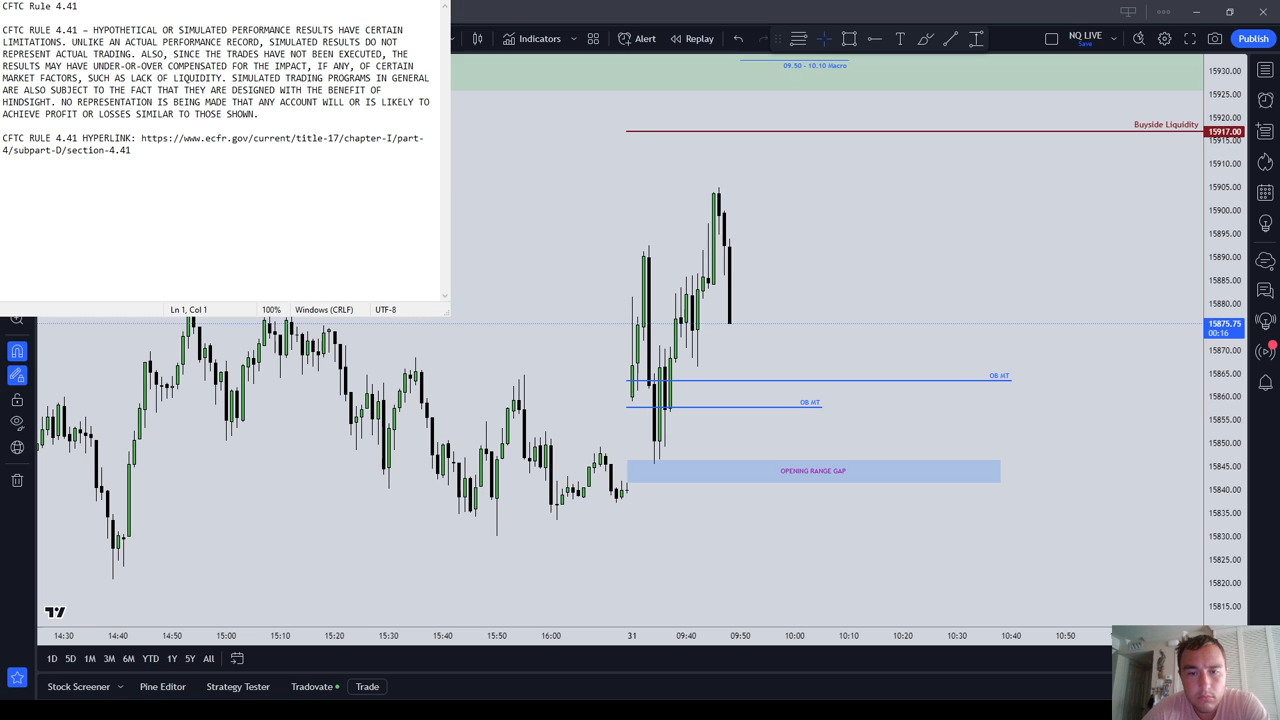 CFTC Rule 4.41
CFTC RULE 4.41 – HYPOTHETICAL OR SIMULATED PERFORMANCE RESULTS HAVE CERTAIN
LIMITATIONS. UNLIKE AN ACTUAL PERFORMANCE RECORD, SIMULATED RESULTS DO NOT
REPRESENT ACTUAL TRADING. ALSO, SINCE THE TRADES HAVE NOT BEEN EXECUTED, THE
RESULTS MAY HAVE UNDER-OR-OVER COMPENSATED FOR THE IMPACT, IF ANY, OF CERTAIN
MARKET FACTORS, SUCH AS LACK OF LIQUIDITY. SIMULATED TRADING PROGRAMS IN GENERAL
ARE ALSO SUBJECT TO THE FACT THAT THEY ARE DESIGNED WITH THE BENEFIT OF
HINDSIGHT. NO REPRESENTATION IS BEING MADE THAT ANY ACCOUNT WILL OR IS LIKELY TO
ACHIEVE PROFIT OR LOSSES SIMILAR TO THOSE SHOWN.
CFTC RULE 4.41 HYPERLINK: https://www.ecfr.gov/current/title-17/chapter-I/part-
4/subpart-D/section-4.41
Ln 1, Col 1 100% Windows (CRLF) UTF-8
Indicators Alert Replay NQ LIVE Save Publish
09.50 - 10.10 Macro
Buyside Liquidity
OB MT
OB MT
OPENING RANGE GAP
15930.00
15925.00
15920.00
15917.00
15915.00
15910.00
15905.00
15900.00
15895.00
15890.00
15885.00
15880.00
15875.75
00:16
15870.00
15865.00
15860.00
15855.00
15850.00
15845.00
15840.00
15835.00
15830.00
15825.00
15820.00
15815.00
14:30 14:40 14:50 15:00 15:10 15:20 15:30 15:40 15:50 16:00 31 09:40 09:50 10:00 10:10 10:20 10:30 10:40 10:50
1D 5D 1M 3M 6M YTD 1Y 5Y All
Stock Screener Pine Editor Strategy Tester Tradovate Trade